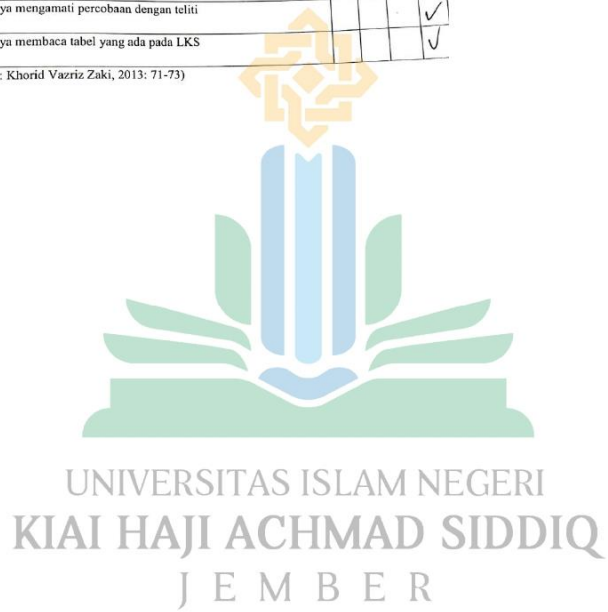 ya mengamati percobaan dengan teliti
ya membaca tabel yang ada pada LKS
: Khorid Vazriz Zaki, 2013: 71-73)
UNIVERSITAS ISLAM NEGERI
KIAI HAJI ACHMAD SIDDIQ
JEMBER